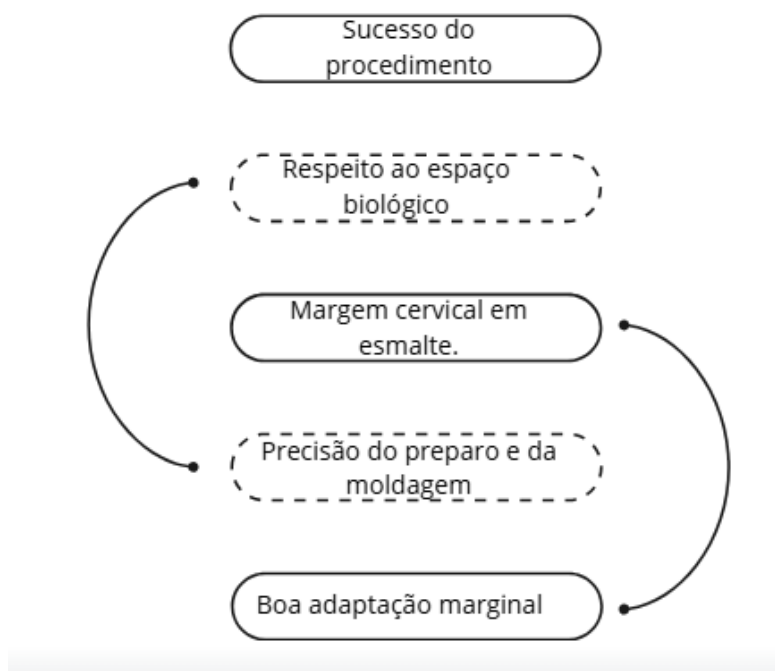 Sucesso do
procedimento
Respeito ao espaço
biológico
Margem cervical em
esmalte.
Precisão do preparo e da
moldagem
Boa adaptação marginal